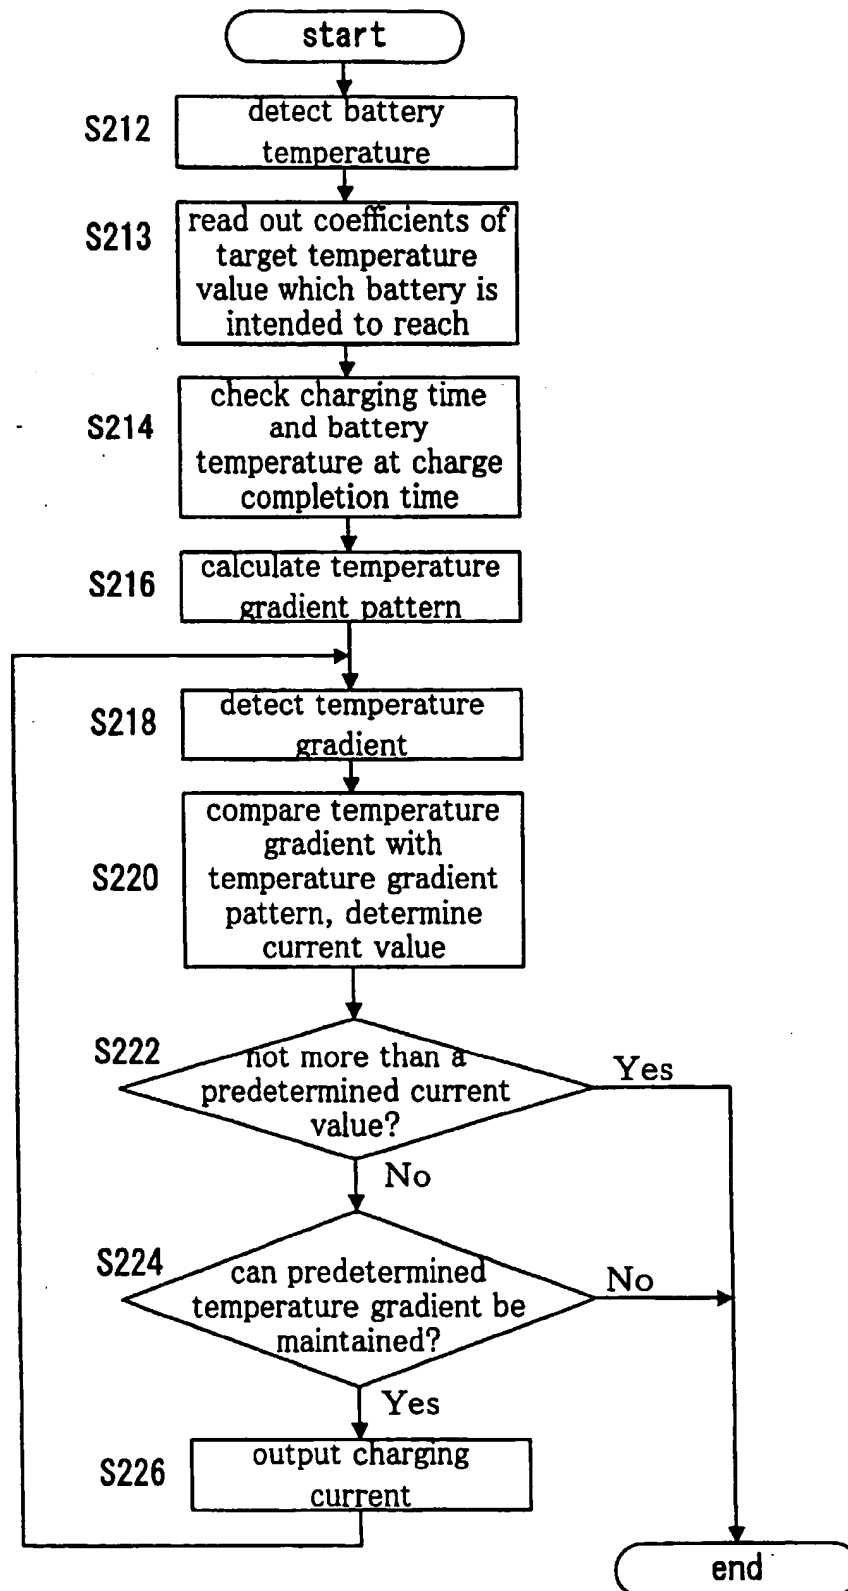 start
S212
detect battery
temperature
S213
read out coefficients of
target temperature
value which battery is
intended to reach
S214
check charging time
and battery
temperature at charge
completion time
S216
calculate temperature
gradient pattern
S218
detect temperature
gradient
S220
compare temperature
gradient with
temperature gradient
pattern, determine
current value
S222
not more than a
predetermined current
value?
Yes
No
S224
can predetermined
temperature gradient be
maintained?
No
Yes
S226
output charging
current
end